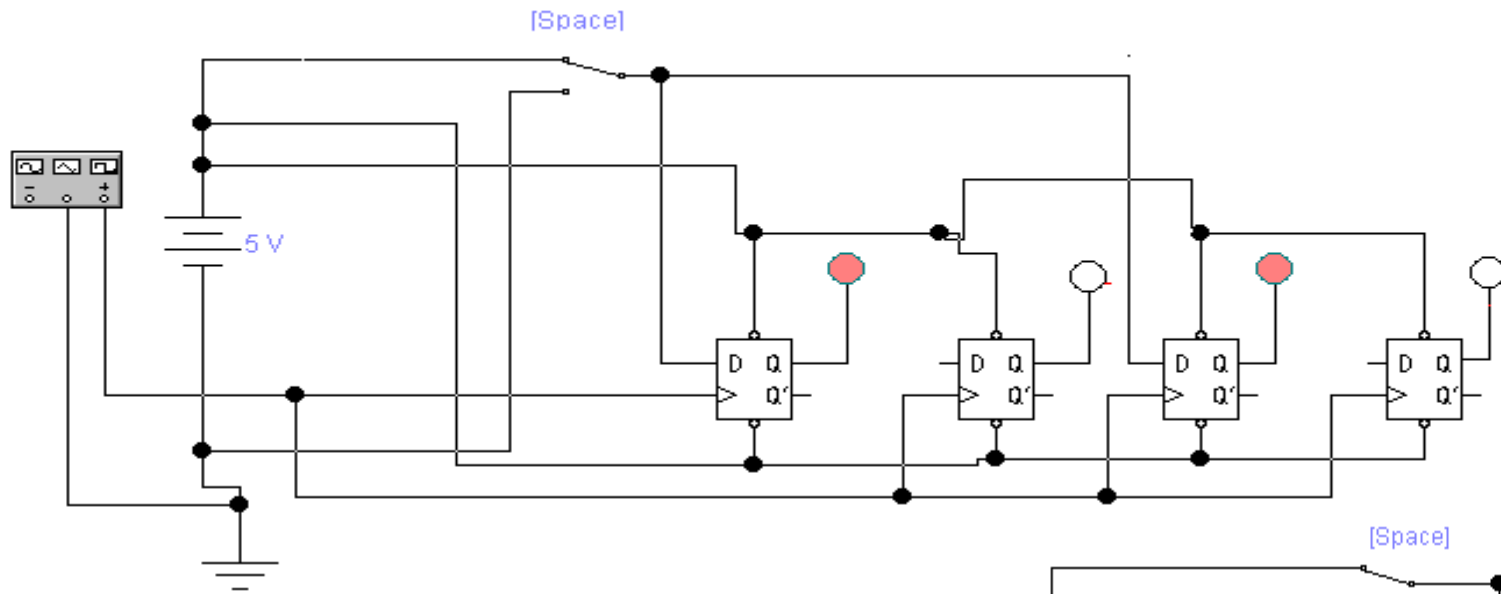 [Space]
- +
5 V
D Q
Q'
D Q
Q'
D Q
Q'
D Q
Q'
[Space]